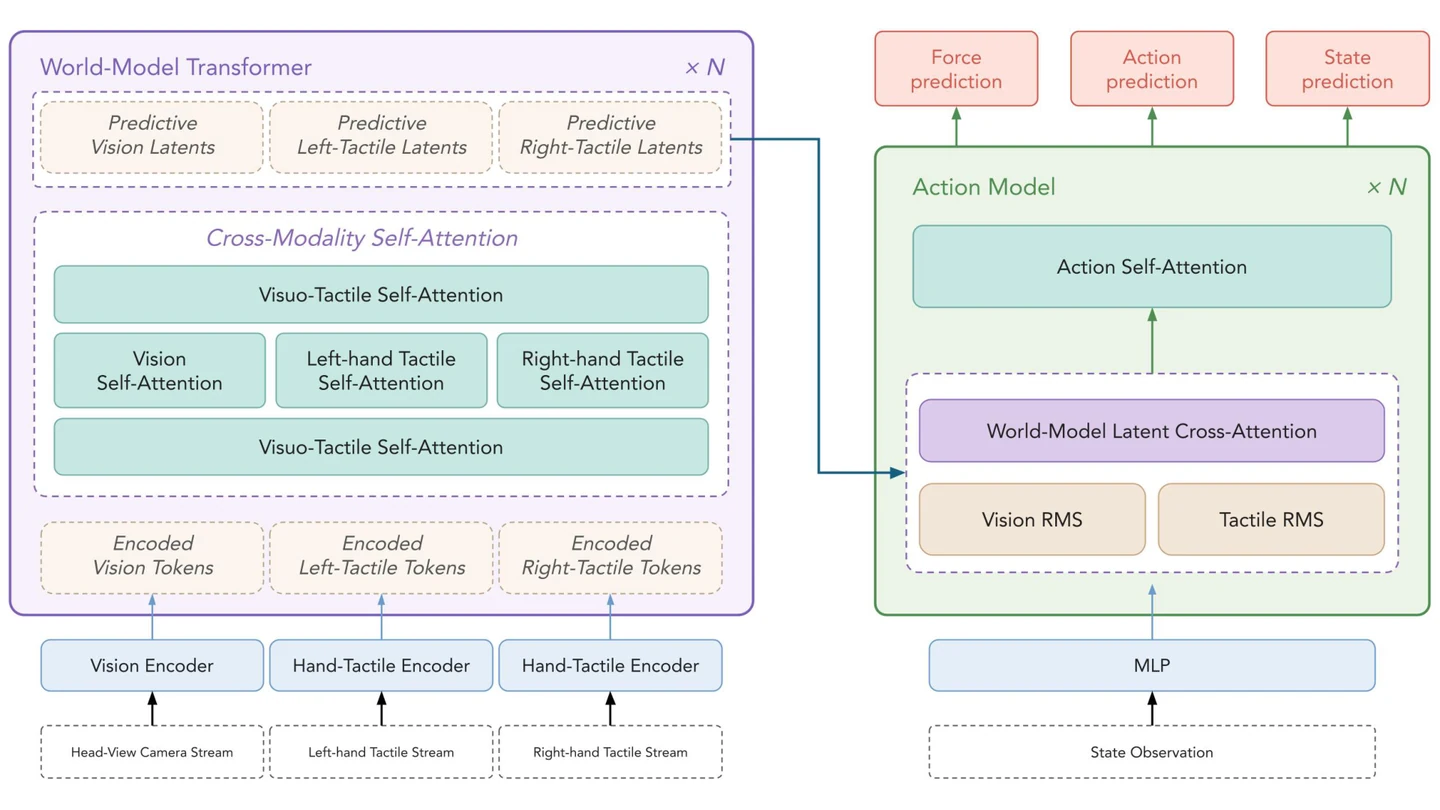 World-Model Transformer
× N
Predictive
Vision Latents
Predictive
Left-Tactile Latents
Predictive
Right-Tactile Latents
Cross-Modality Self-Attention
Visuo-Tactile Self-Attention
Vision
Self-Attention
Left-hand Tactile
Self-Attention
Right-hand Tactile
Self-Attention
Visuo-Tactile Self-Attention
Encoded
Vision Tokens
Encoded
Left-Tactile Tokens
Encoded
Right-Tactile Tokens
Vision Encoder
Hand-Tactile Encoder
Hand-Tactile Encoder
Head-View Camera Stream
Left-hand Tactile Stream
Right-hand Tactile Stream
Force
prediction
Action
prediction
State
prediction
Action Model
× N
Action Self-Attention
World-Model Latent Cross-Attention
Vision RMS
Tactile RMS
MLP
State Observation